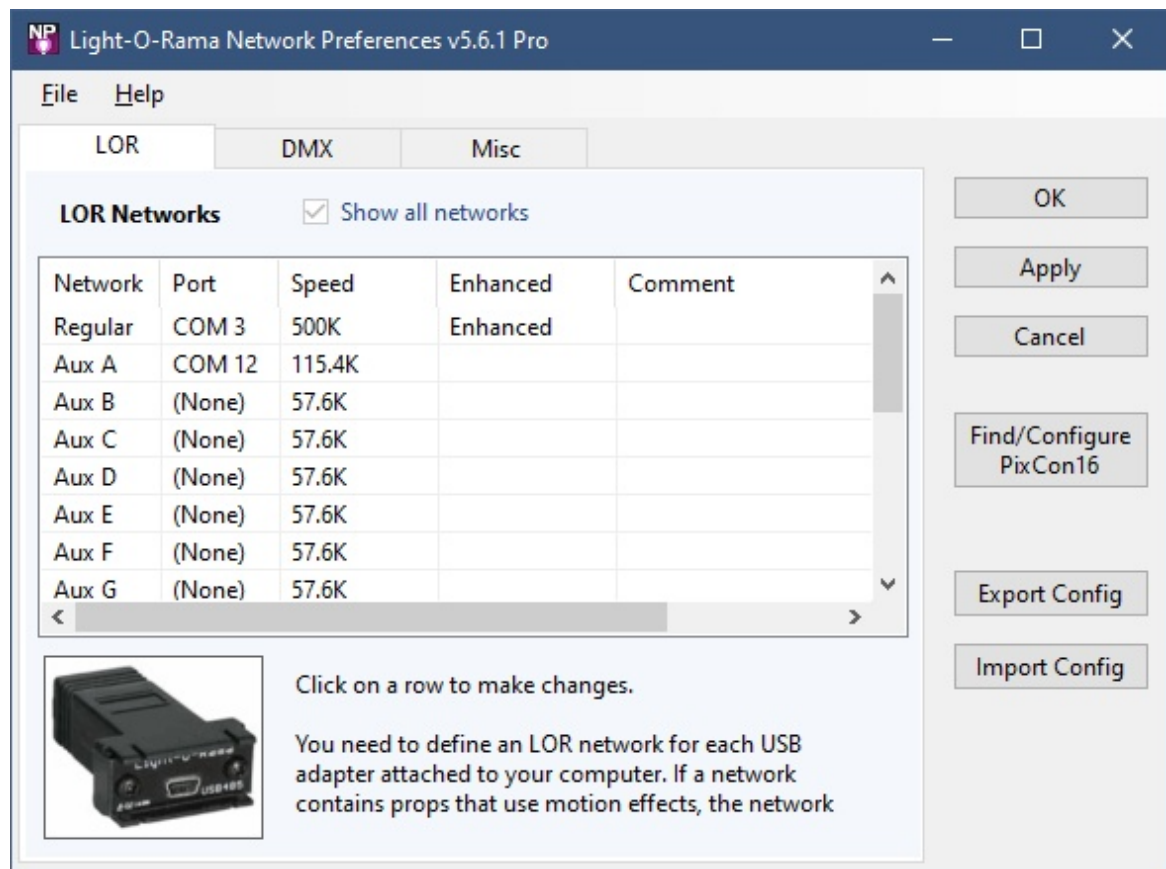 NP Light-O-Rama Network Preferences v5.6.1 Pro
File Help
LOR DMX Misc
LOR Networks Show all networks
OK
Apply
Cancel
Find/Configure
PixCon16
Export Config
Import Config
Network Port Speed Enhanced Comment
Regular COM 3 500K Enhanced
Aux A COM 12 115.4K
Aux B (None) 57.6K
Aux C (None) 57.6K
Aux D (None) 57.6K
Aux E (None) 57.6K
Aux F (None) 57.6K
Aux G (None) 57.6K
Light-O-Rama
USB485
Click on a row to make changes.
You need to define an LOR network for each USB
adapter attached to your computer. If a network
contains props that use motion effects, the network